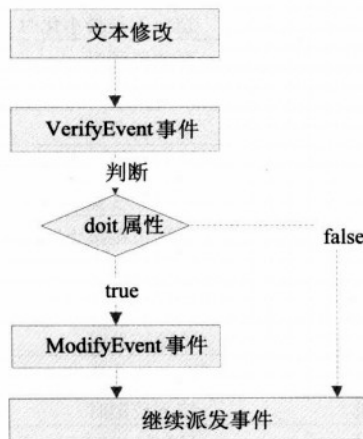 文本修改
VerifyEvent 事件
判断
doit 属性
false
true
ModifyEvent 事件
继续派发事件